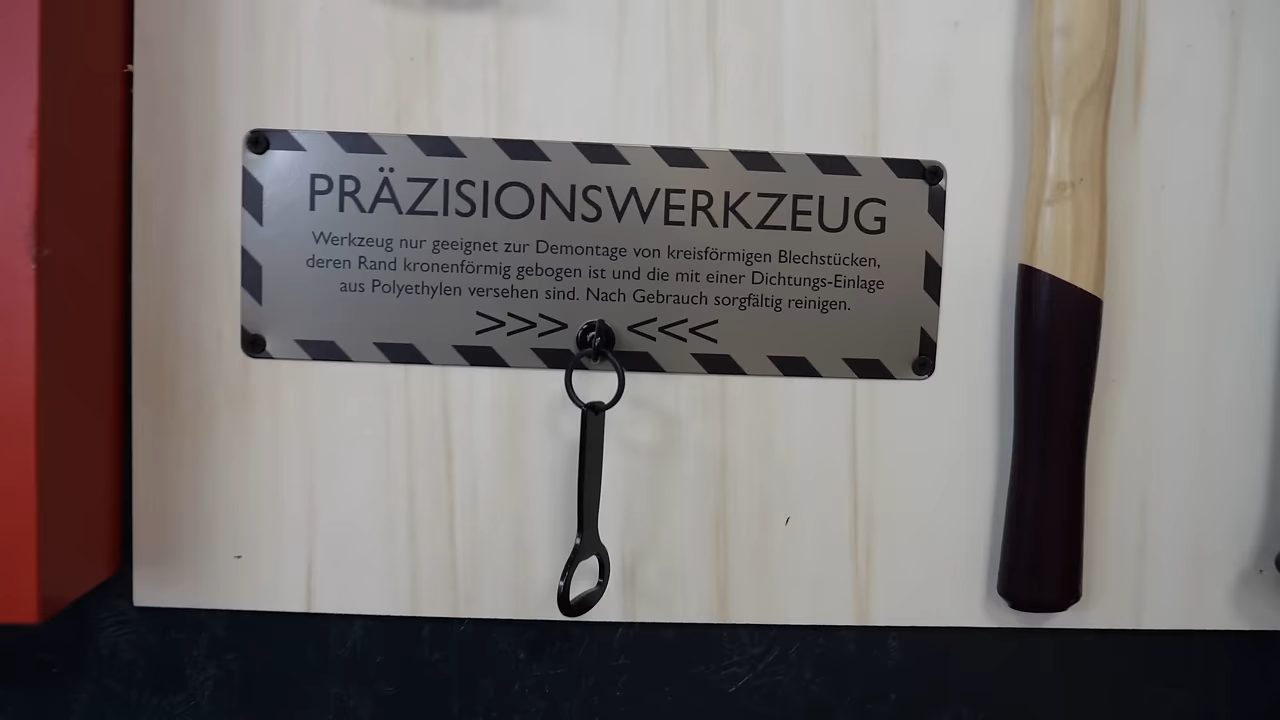 PRÄZISIONSWERKZEUG
Werkzeug nur geeignet zur Demontage von kreisförmigen Blechstücken,
deren Rand kronenförmig gebogen ist und die mit einer Dichtungs-Einlage
aus Polyethylen versehen sind. Nach Gebrauch sorgfältig reinigen.
>>> <<<